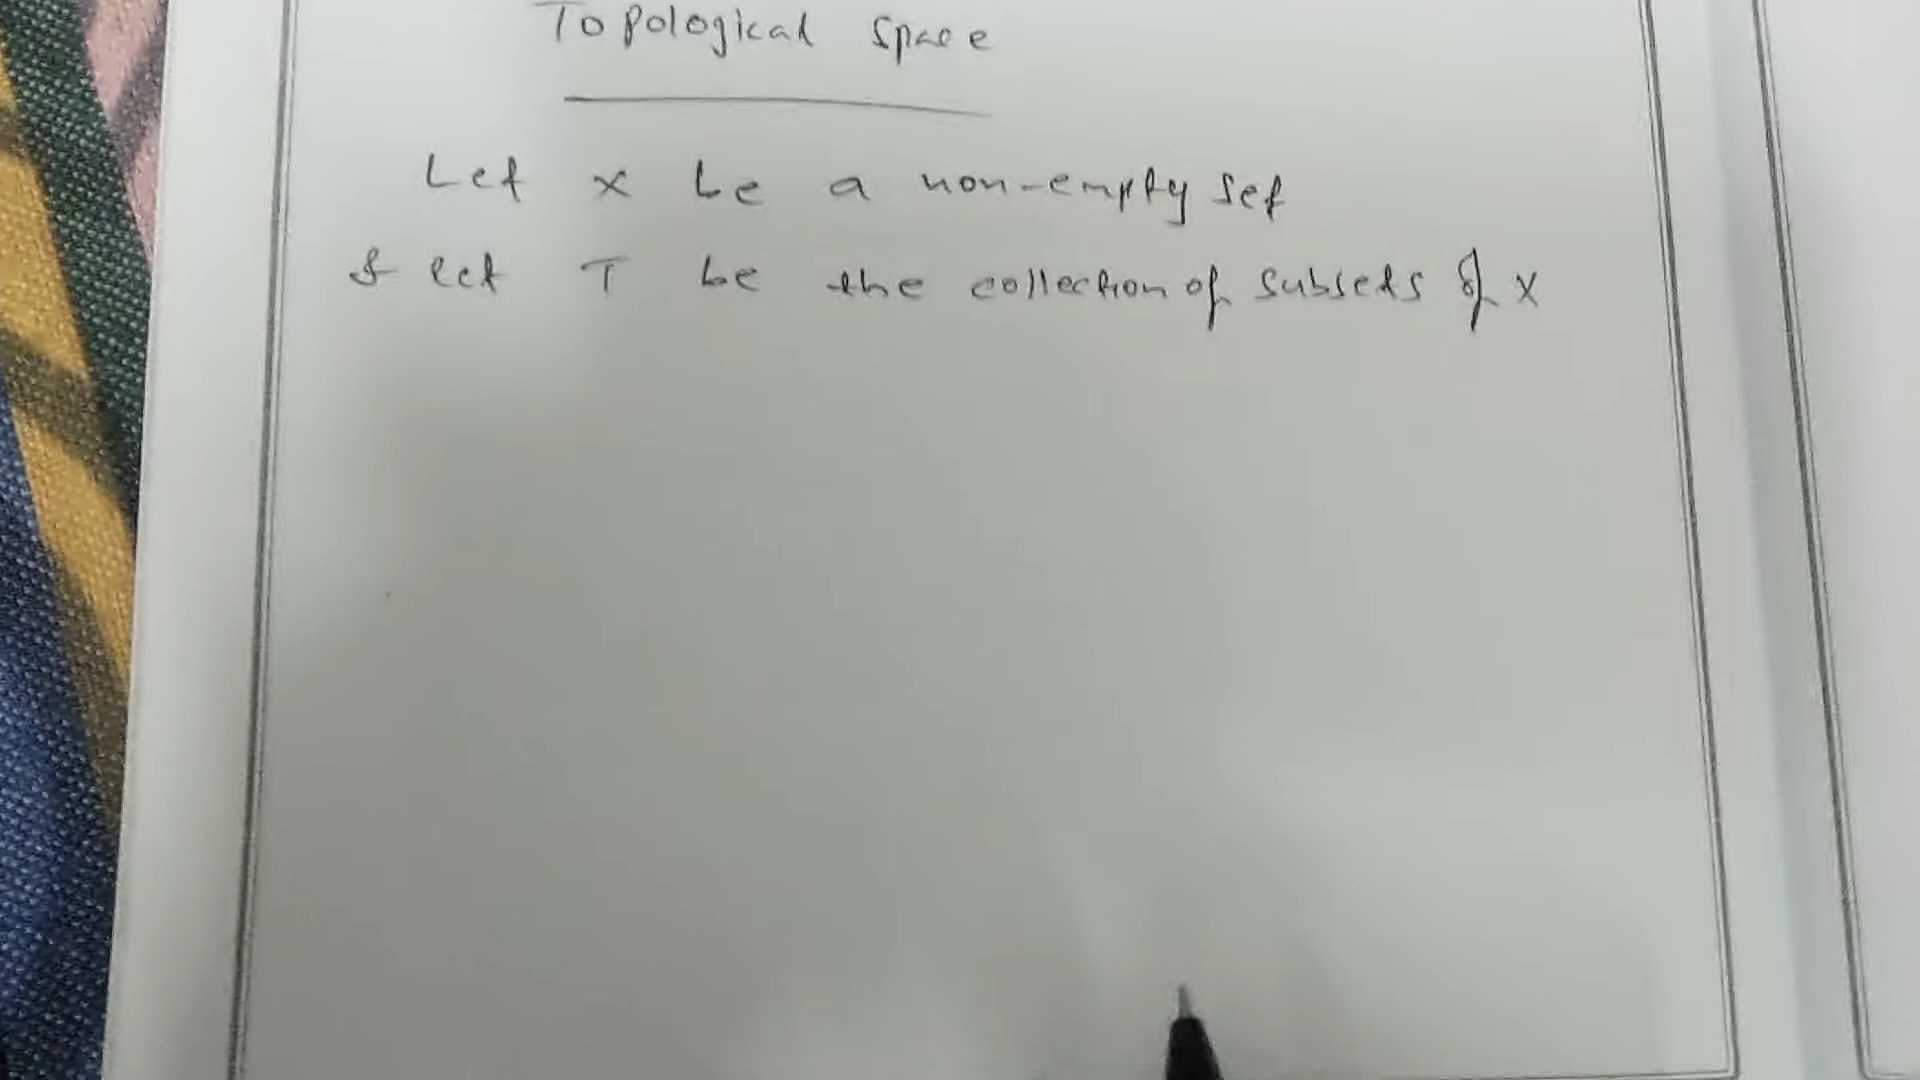 Topological space
Let x be a non-empty set
& let T be the collection of subsets of X